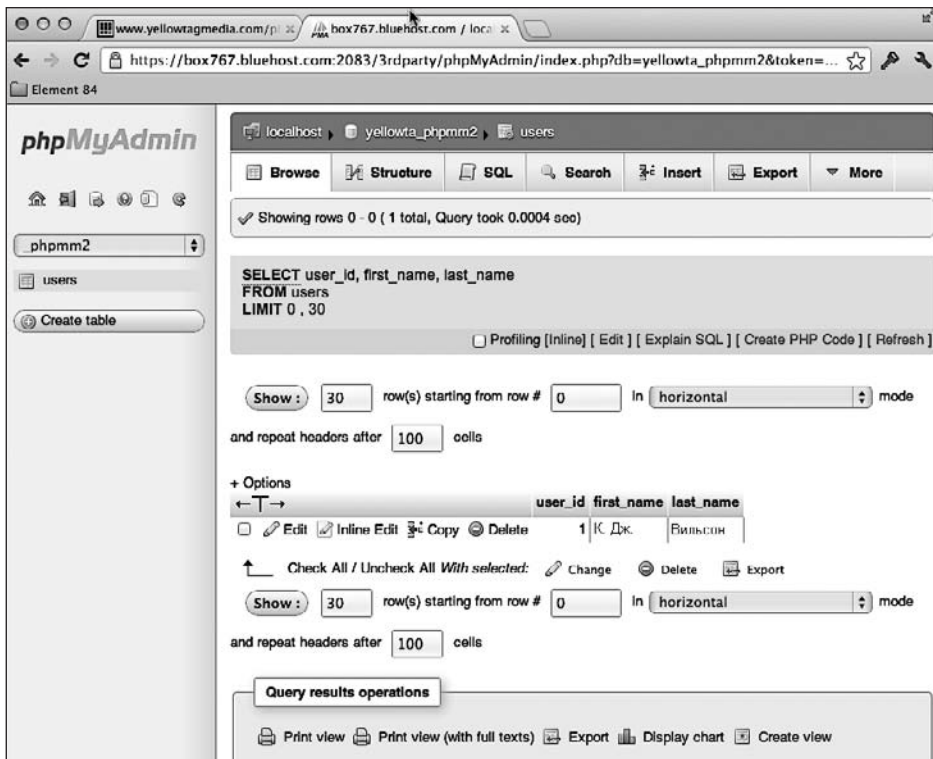 www.yellowtagmedia.com/pl
box767.bluehost.com / loca
https://box767.bluehost.com:2083/3rdparty/phpMyAdmin/index.php?db=yellowta_phpmm2&token=...
Element 84
phpMyAdmin
_phpmm2
users
Create table
localhost yellowta_phpmm2 users
Browse Structure SQL Search Insert Export More
Showing rows 0 - 0 ( 1 total, Query took 0.0004 sec)
SELECT user_id, first_name, last_name
FROM users
LIMIT 0 , 30
Profiling [Inline] [ Edit ] [ Explain SQL ] [ Create PHP Code ] [ Refresh ]
Show : 30 row(s) starting from row # 0 in horizontal mode
and repeat headers after 100 cells
+ Options
←T→ user_id first_name last_name
Edit Inline Edit Copy Delete 1 К. Дж. Вильсон
Check All / Uncheck All With selected: Change Delete Export
Show : 30 row(s) starting from row # 0 in horizontal mode
and repeat headers after 100 cells
Query results operations
Print view Print view (with full texts) Export Display chart Create view